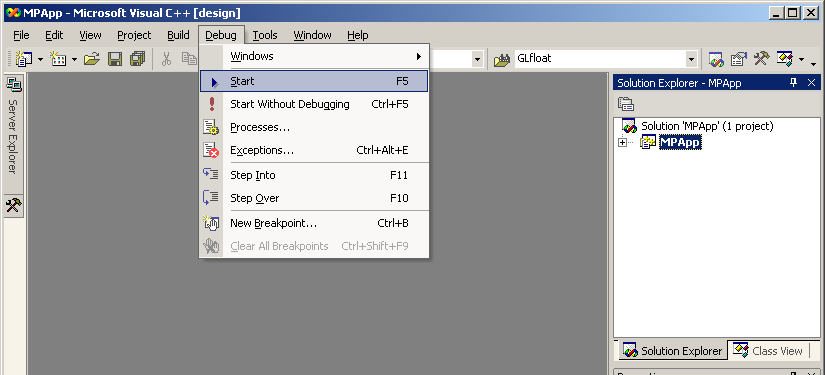 MPApp - Microsoft Visual C++ [design]
File Edit View Project Build Debug Tools Window Help
GLfloat
Server Explorer
Windows
Start F5
Start Without Debugging Ctrl+F5
Processes...
Exceptions... Ctrl+Alt+E
Step Into F11
Step Over F10
New Breakpoint... Ctrl+B
Clear All Breakpoints Ctrl+Shift+F9
Solution Explorer - MPApp
Solution 'MPApp' (1 project)
MPApp
Solution Explorer Class View